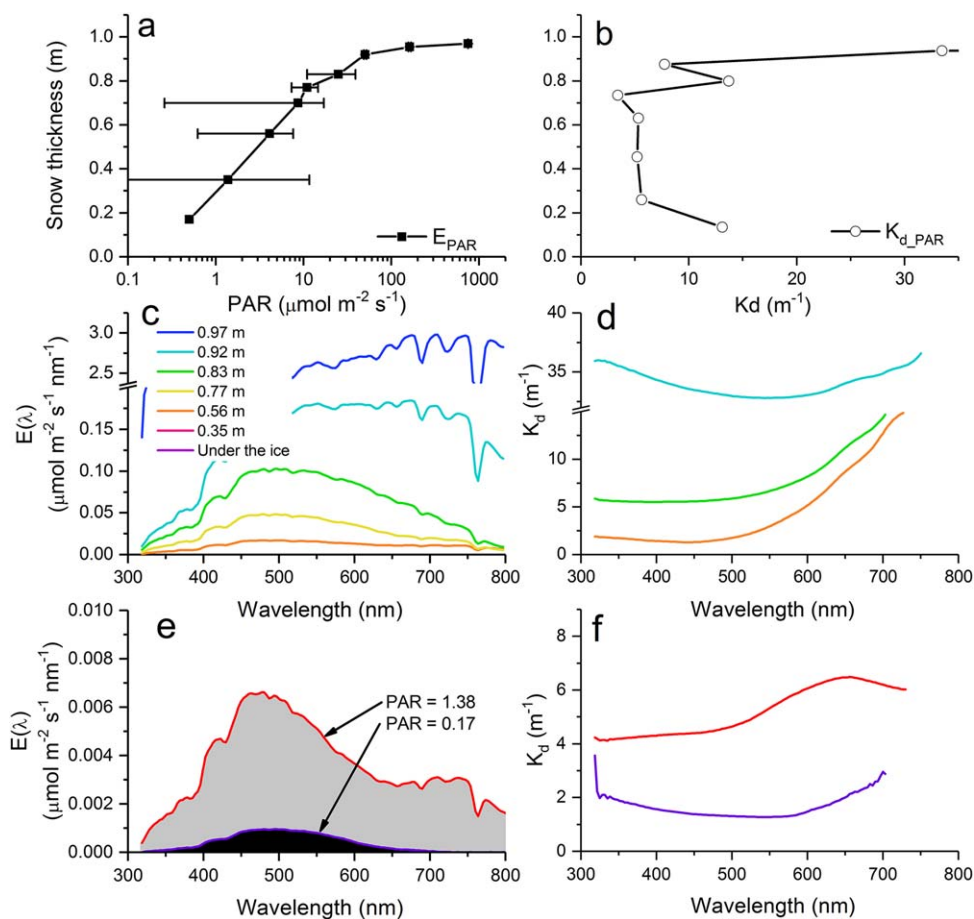 a
1.0
0.8
0.6
0.4
0.2
0.0
Snow thickness (m)
E_PAR
0.1 1 10 100 1000
PAR (μmol m⁻² s⁻¹)
b
1.0
0.8
0.6
0.4
0.2
0.0
K_d_PAR
0 10 20 30
Kd (m⁻¹)
c
3.0
2.5
0.15
0.10
0.05
0.00
E(λ)
(μmol m⁻² s⁻¹ nm⁻¹)
0.97 m
0.92 m
0.83 m
0.77 m
0.56 m
0.35 m
Under the ice
300 400 500 600 700 800
Wavelength (nm)
d
40
35
10
5
0
K_d (m⁻¹)
300 400 500 600 700 800
Wavelength (nm)
e
0.010
0.008
0.006
0.004
0.002
0.000
E(λ)
(μmol m⁻² s⁻¹ nm⁻¹)
PAR = 1.38
PAR = 0.17
300 400 500 600 700 800
Wavelength (nm)
f
8
6
4
2
0
K_d (m⁻¹)
300 400 500 600 700 800
Wavelength (nm)